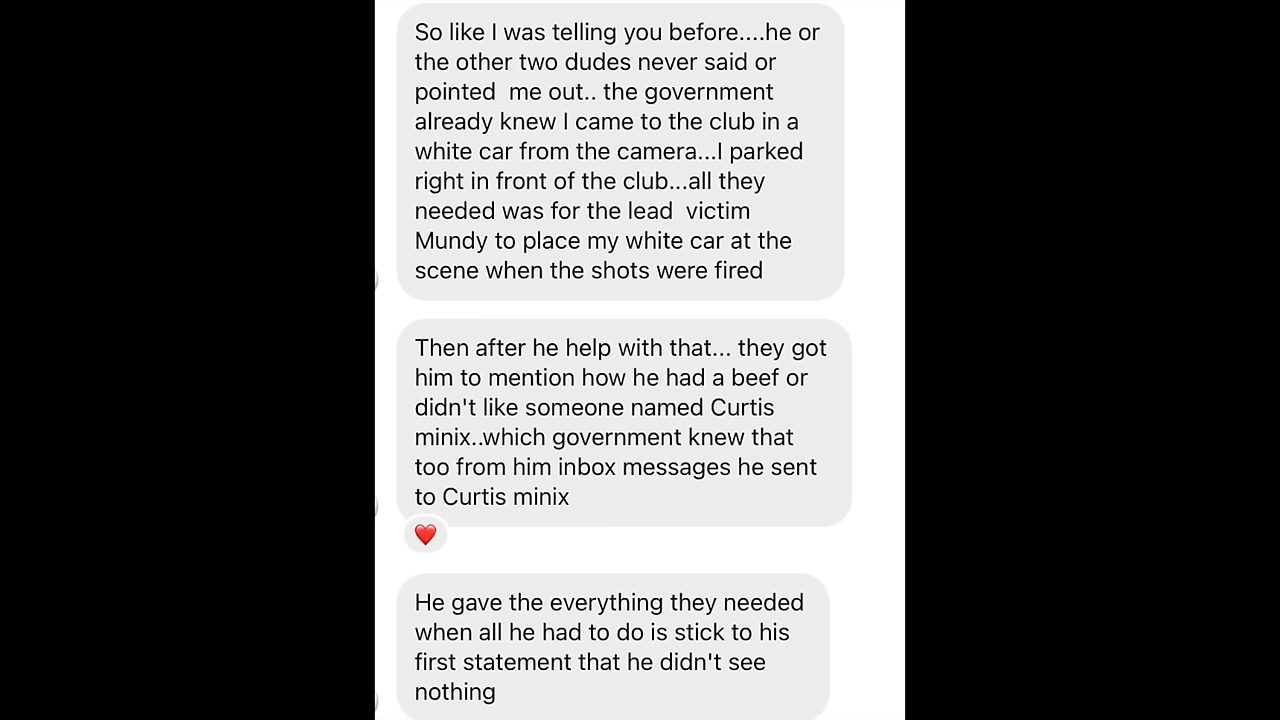 So like I was telling you before....he or
the other two dudes never said or
pointed  me out.. the government
already knew I came to the club in a
white car from the camera...I parked
right in front of the club...all they
needed was for the lead  victim
Mundy to place my white car at the
scene when the shots were fired
Then after he help with that... they got
him to mention how he had a beef or
didn't like someone named Curtis
minix..which government knew that
too from him inbox messages he sent
to Curtis minix
He gave the everything they needed
when all he had to do is stick to his
first statement that he didn't see
nothing